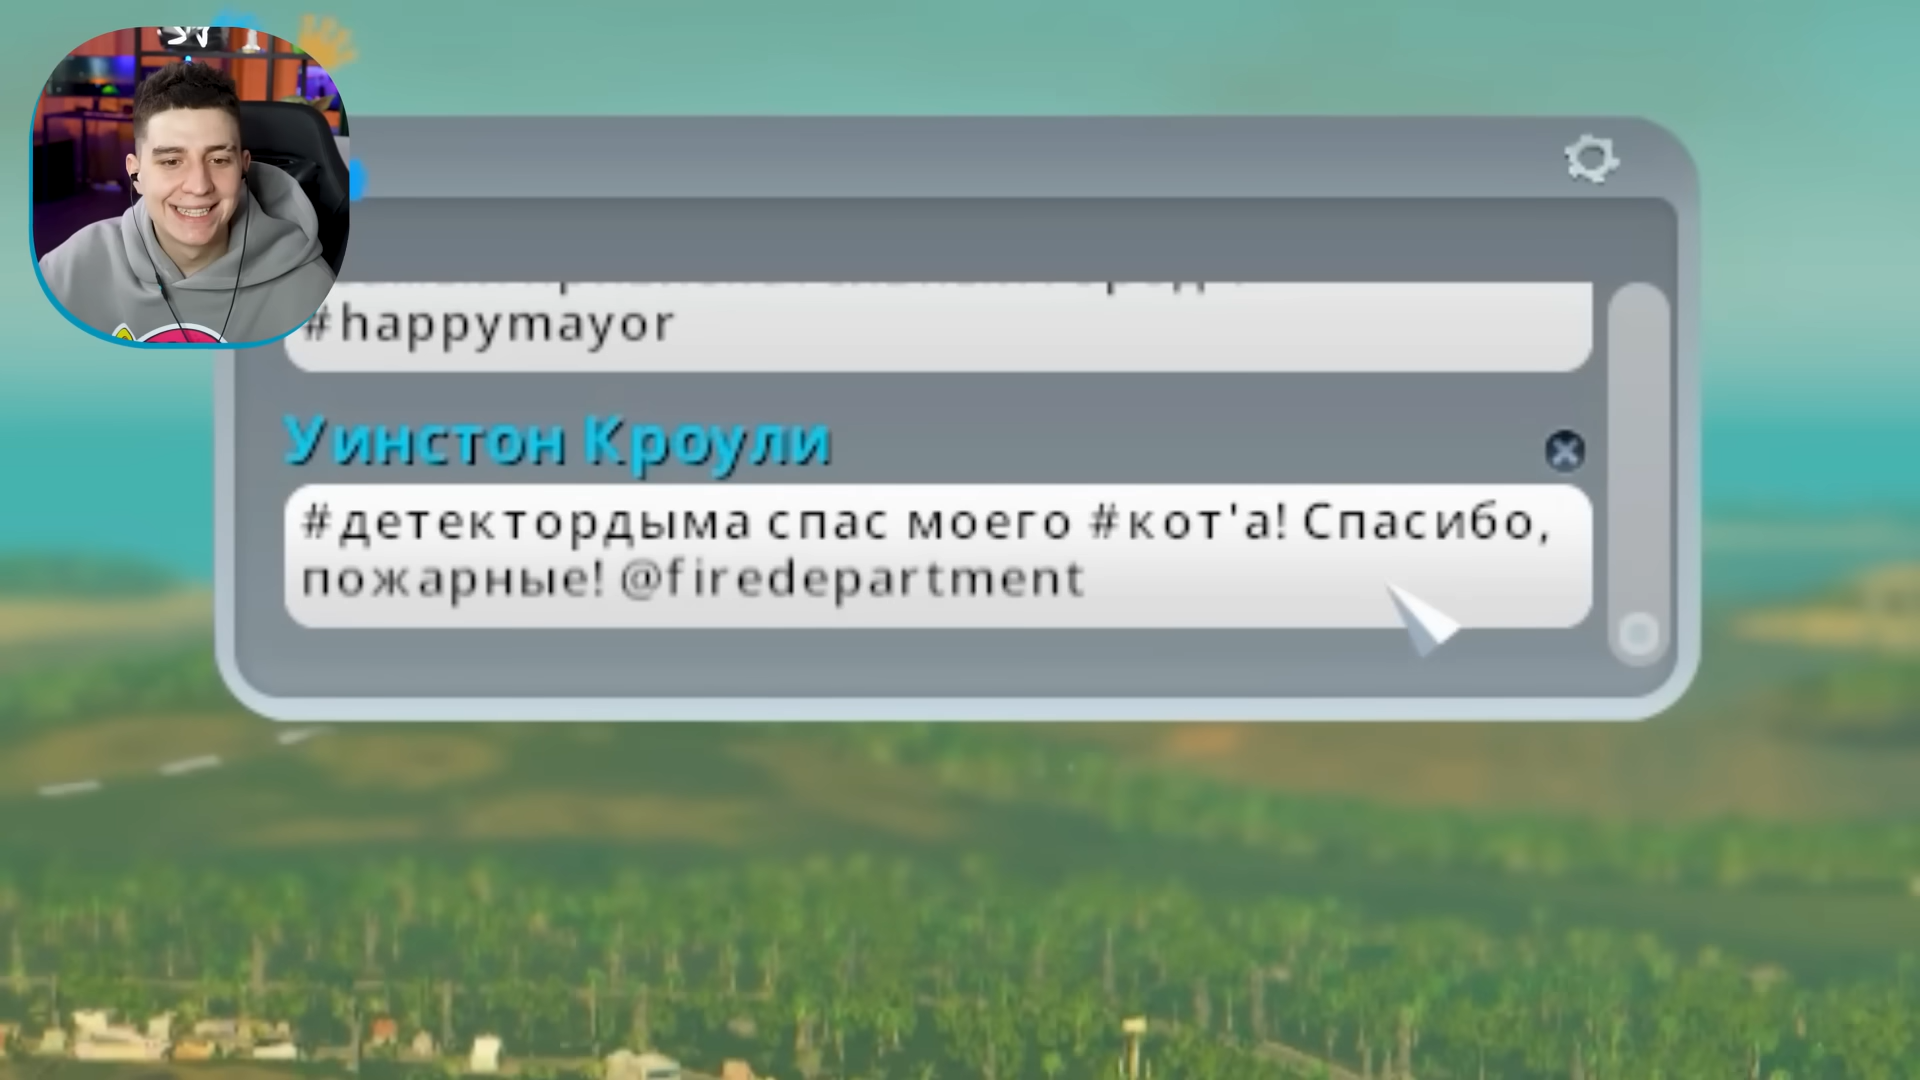 #happymayor
Уинстон Кроули
#детектордыма спас моего #кот'а! Спасибо,
пожарные! @firedepartment